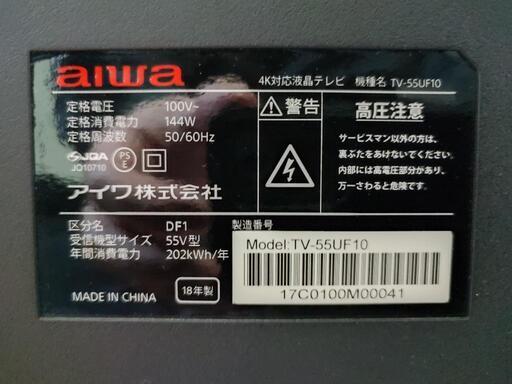 aiwa
4K対応液晶テレビ 機種名 TV-55UF10
定格電圧 100V~
定格消費電力 144W
定格周波数 50/60Hz
JQA
JQ10710
PS
E
アイワ株式会社
警告
高圧注意
サービスマン以外の方は、
裏ぶたをあけないでください。
内部には高電圧部分があり、
万一さわると危険です。
区分名 DF1
受信機型サイズ 55V型
年間消費電力 202kWh/年
MADE IN CHINA
18年製
製造番号
Model:TV-55UF10
17C0100M00041